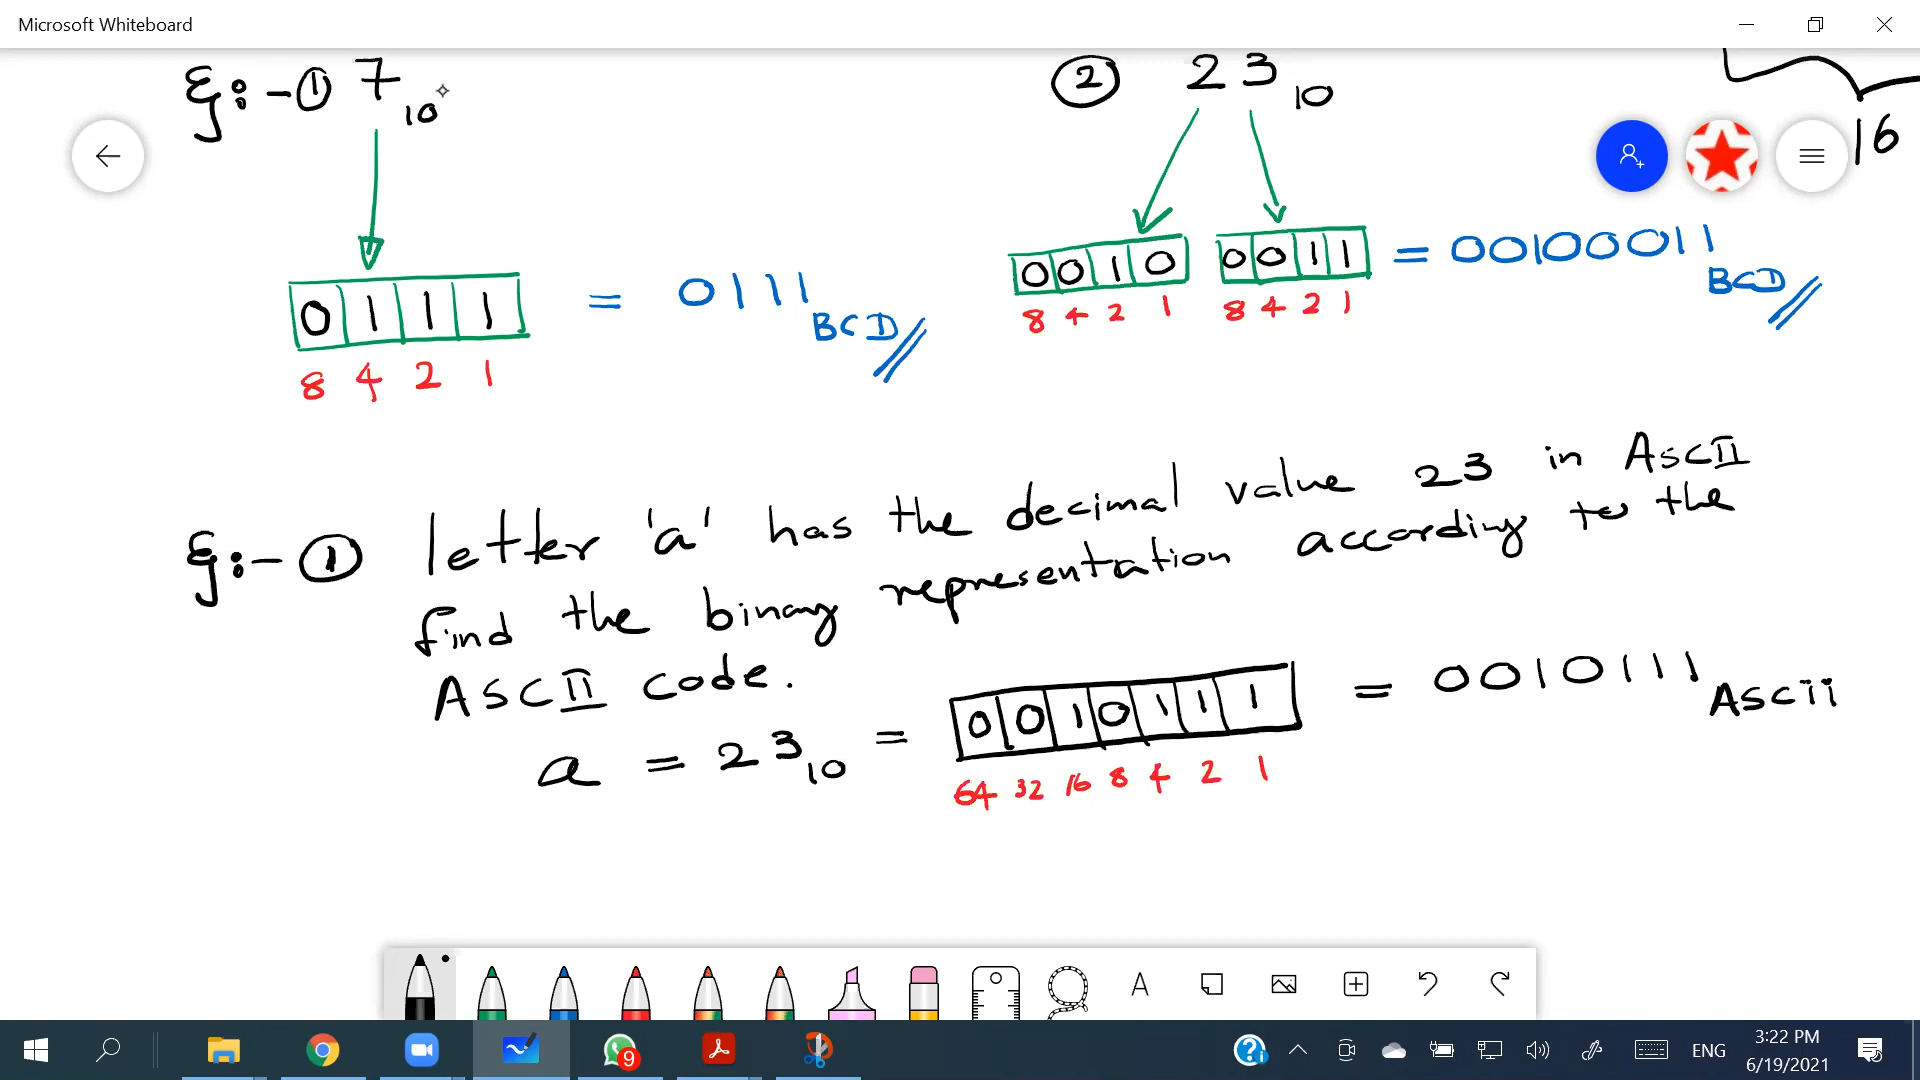 Microsoft Whiteboard
Eg:- ① 7₁₀
② 23₁₀
16
0 1 1 1 = 0111 BCD
8 4 2 1
0 0 1 0 0 0 1 1 = 00100011 BCD
8 4 2 1 8 4 2 1
Eg:- ① letter 'a' has the decimal value 23 in ASCII
find the binary representation according to the
ASCII code.
a = 23₁₀ = 0 0 1 0 1 1 1 = 0010111 ASCII
64 32 16 8 4 2 1
A
9
ENG
3:22 PM
6/19/2021